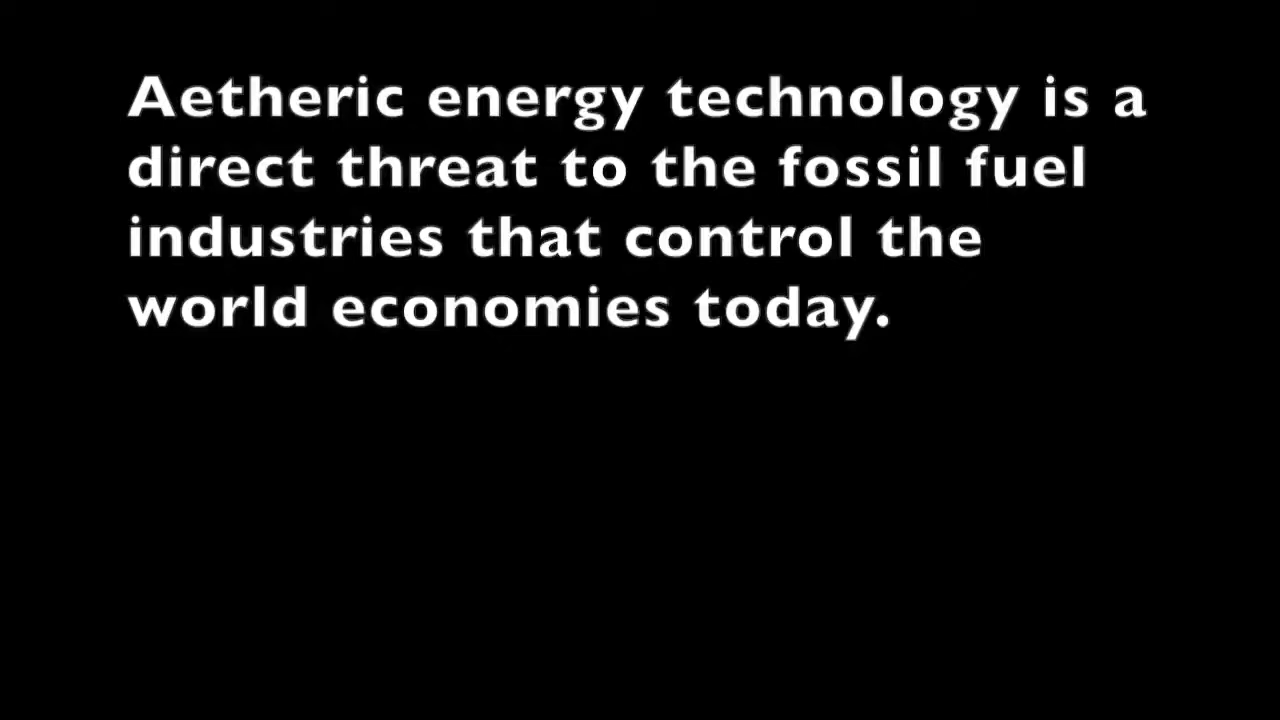 Aetheric energy technology is a
direct threat to the fossil fuel
industries that control the
world economies today.